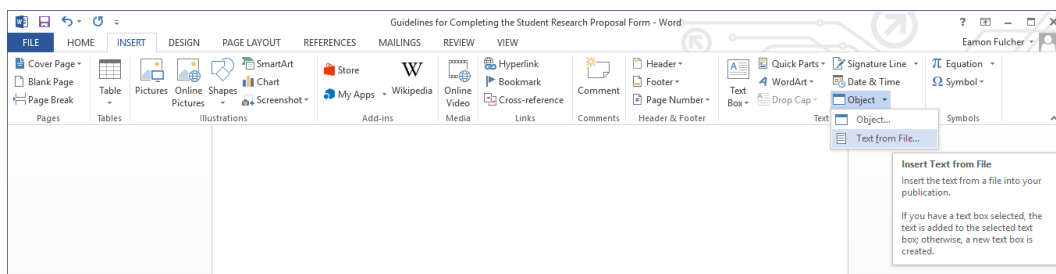 Guidelines for Completing the Student Research Proposal Form - Word
FILE HOME INSERT DESIGN PAGE LAYOUT REFERENCES MAILINGS REVIEW VIEW Eamon Fulcher
Cover Page
Blank Page
Page Break
Pages
Table
Tables
Pictures
Online Pictures
Shapes
SmartArt
Chart
Screenshot
Illustrations
Store
My Apps
W
Wikipedia
Add-ins
Online Video
Media
Hyperlink
Bookmark
Cross-reference
Links
Comment
Comments
Header
Footer
Page Number
Header & Footer
A
Text Box
Quick Parts
WordArt
Drop Cap
Signature Line
Date & Time
Object
Text
π Equation
Ω Symbol
Symbols
Object...
Text from File...
Insert Text from File
Insert the text from a file into your
publication.
If you have a text box selected, the
text is added to the selected text
box; otherwise, a new text box is
created.